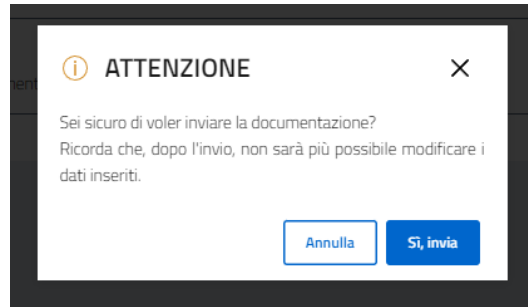 ATTENZIONE
Sei sicuro di voler inviare la documentazione?
Ricorda che, dopo l'invio, non sarà più possibile modificare i
dati inseriti.
Annulla
Sì, invia